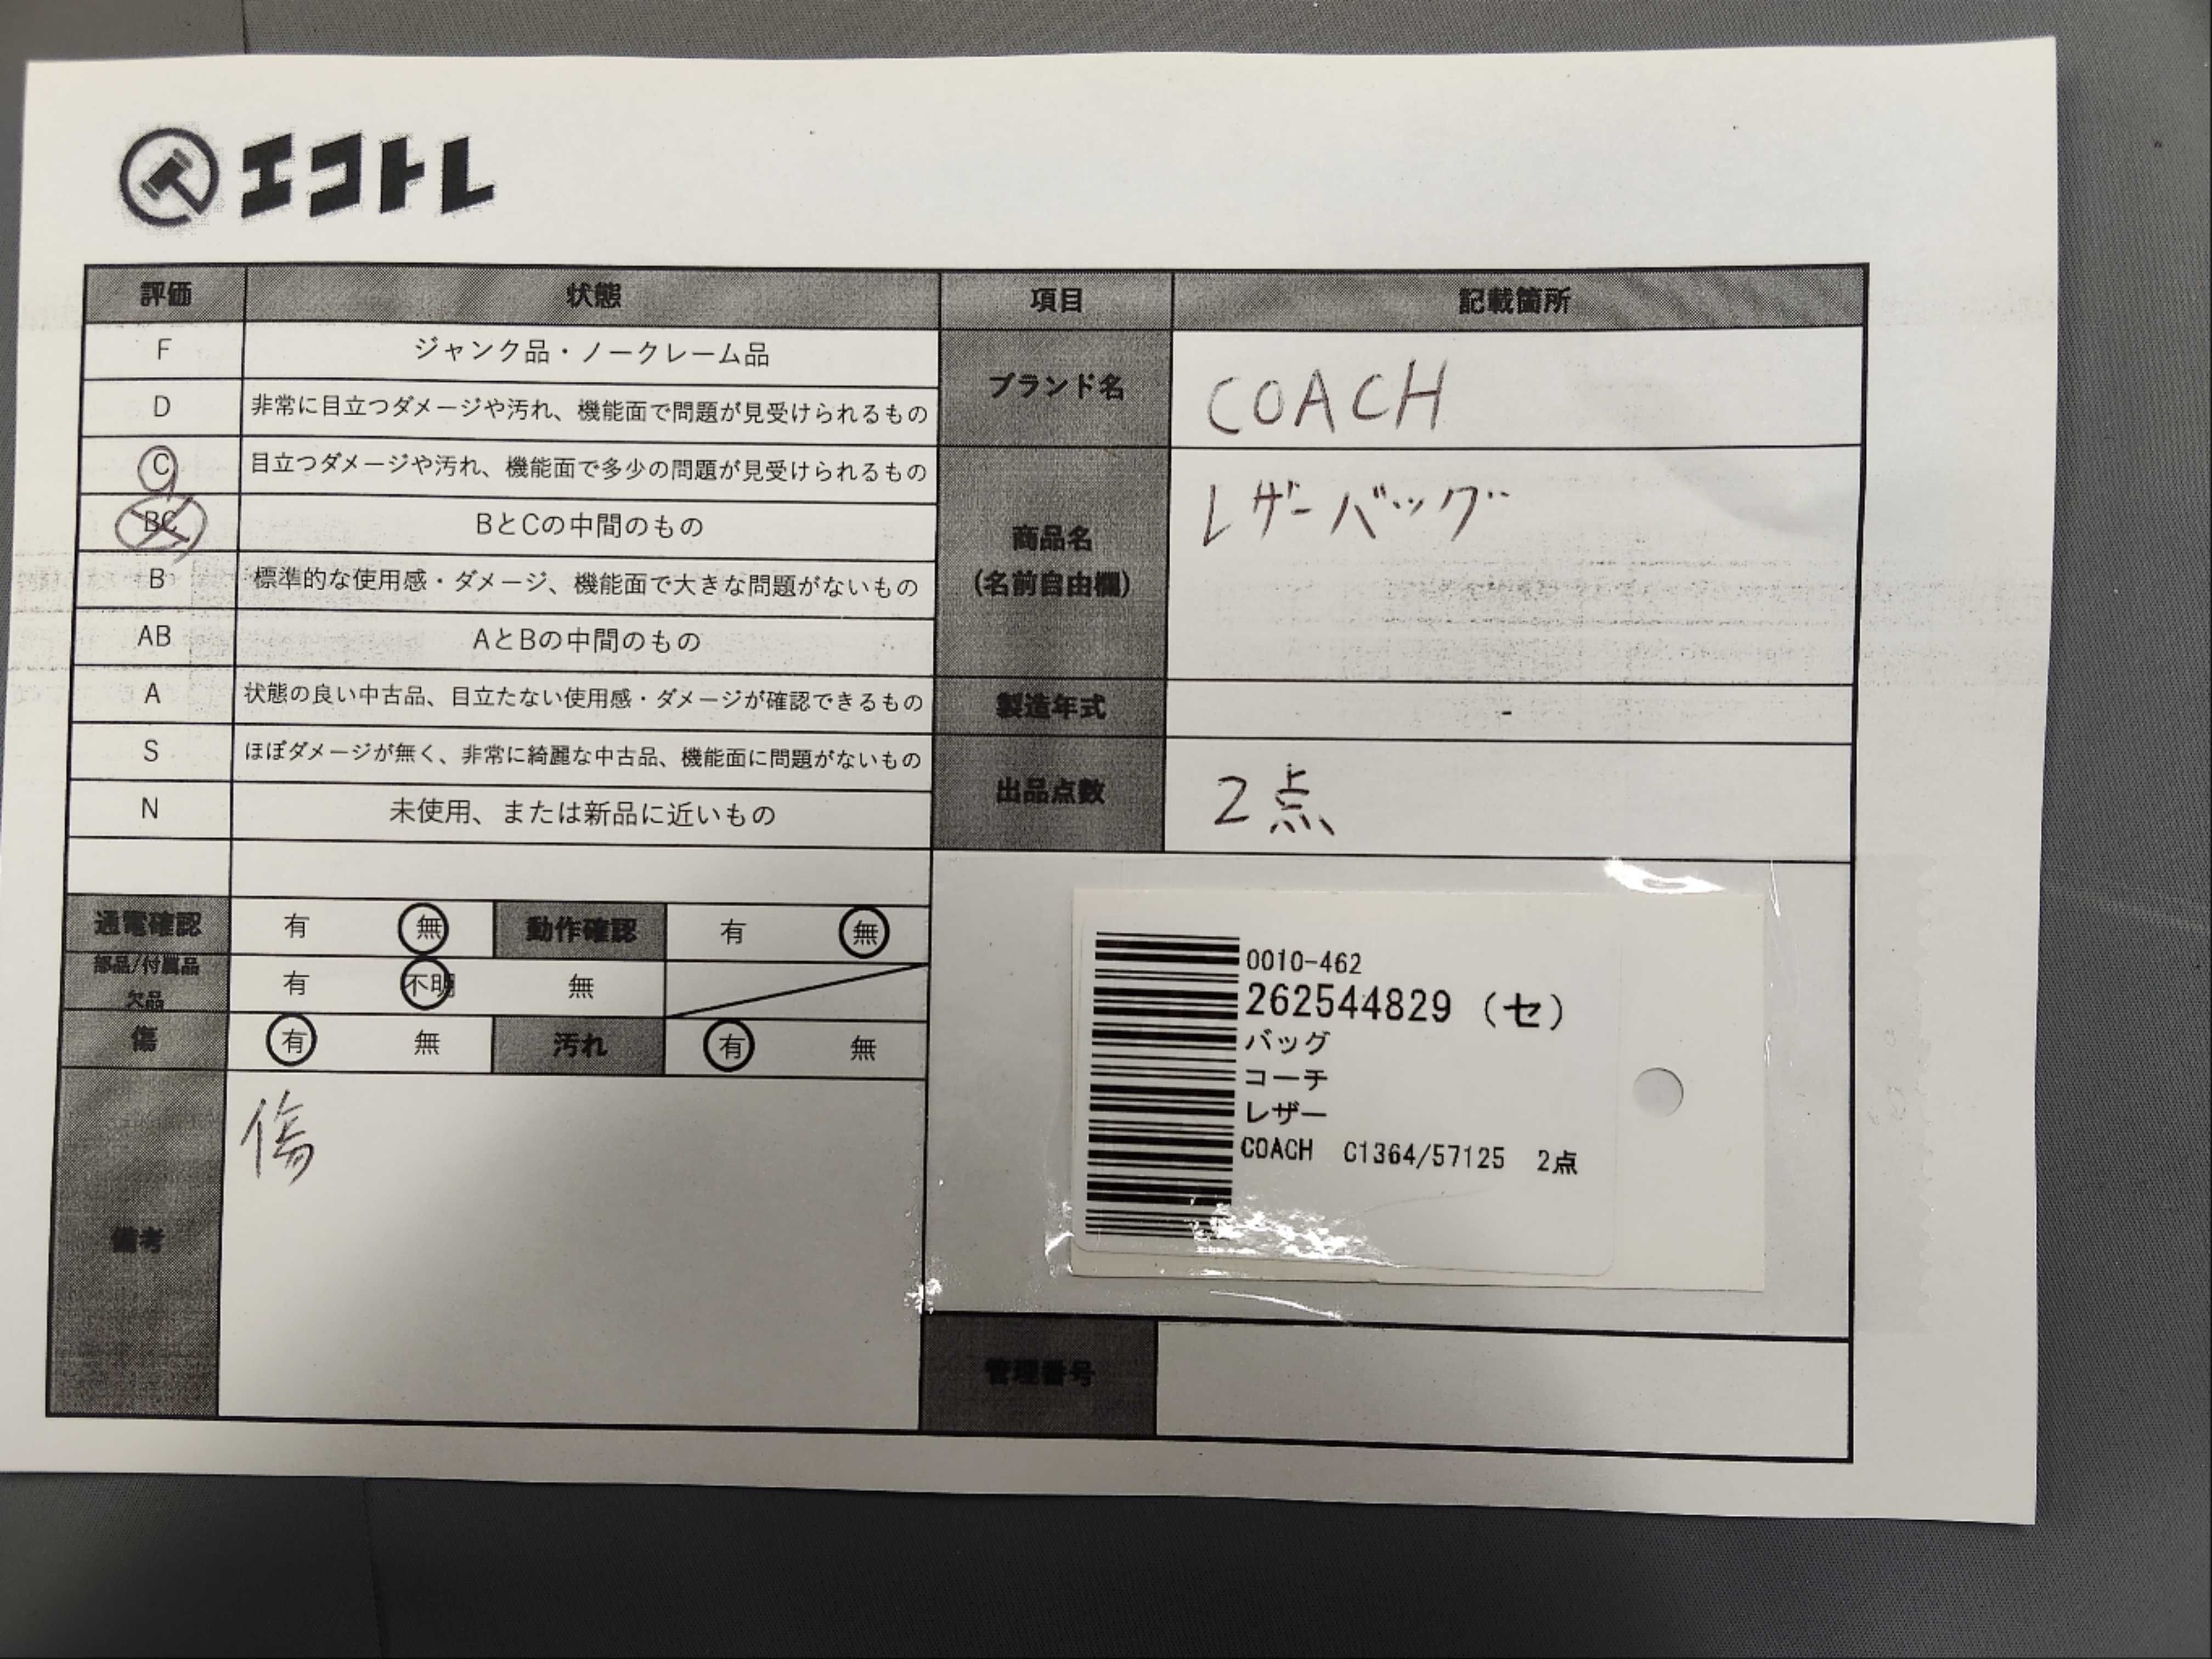 エコトレ
評価 状態 項目 記載箇所
F ジャンク品・ノークレーム品
D 非常に目立つダメージや汚れ、機能面で問題が見受けられるもの
C 目立つダメージや汚れ、機能面で多少の問題が見受けられるもの
BC BとCの中間のもの
B 標準的な使用感・ダメージ、機能面で大きな問題がないもの
AB AとBの中間のもの
A 状態の良い中古品、目立たない使用感・ダメージが確認できるもの
S ほぼダメージが無く、非常に綺麗な中古品、機能面に問題がないもの
N 未使用、または新品に近いもの
ブランド名 COACH
商品名
(名前自由欄)
レザーバッグ
製造年式 -
出品点数 2点
通電確認 有 無 動作確認 有 無
部品/付属品
欠品
有 不明 無
傷 有 無 汚れ 有 無
備考 傷
0010-462
262544829 (セ)
バッグ
コーチ
レザー
COACH C1364/57125 2点
管理番号